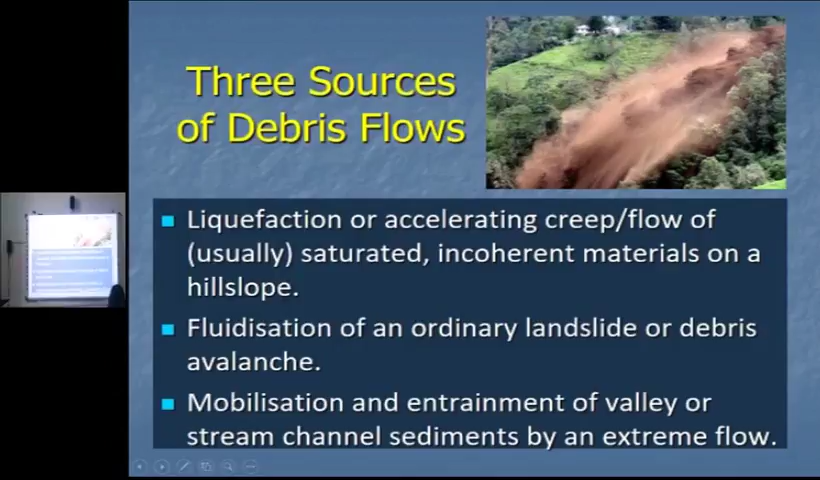 Three Sources
of Debris Flows
Liquefaction or accelerating creep/flow of
(usually) saturated, incoherent materials on a
hillslope.
Fluidisation of an ordinary landslide or debris
avalanche.
Mobilisation and entrainment of valley or
stream channel sediments by an extreme flow.